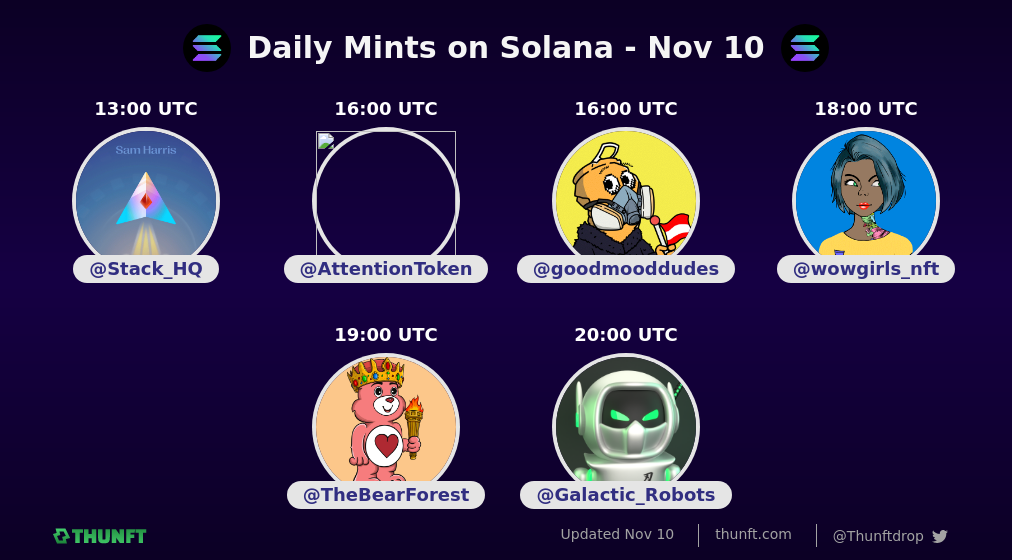 Daily Mints on Solana - Nov 10
13:00 UTC
16:00 UTC
16:00 UTC
18:00 UTC
Sam Harris
@Stack_HQ
@AttentionToken
@goodmooddudes
@wowgirls_nft
19:00 UTC
20:00 UTC
@TheBearForest
@Galactic_Robots
THUNFT
Updated Nov 10
thunft.com
@Thunftdrop